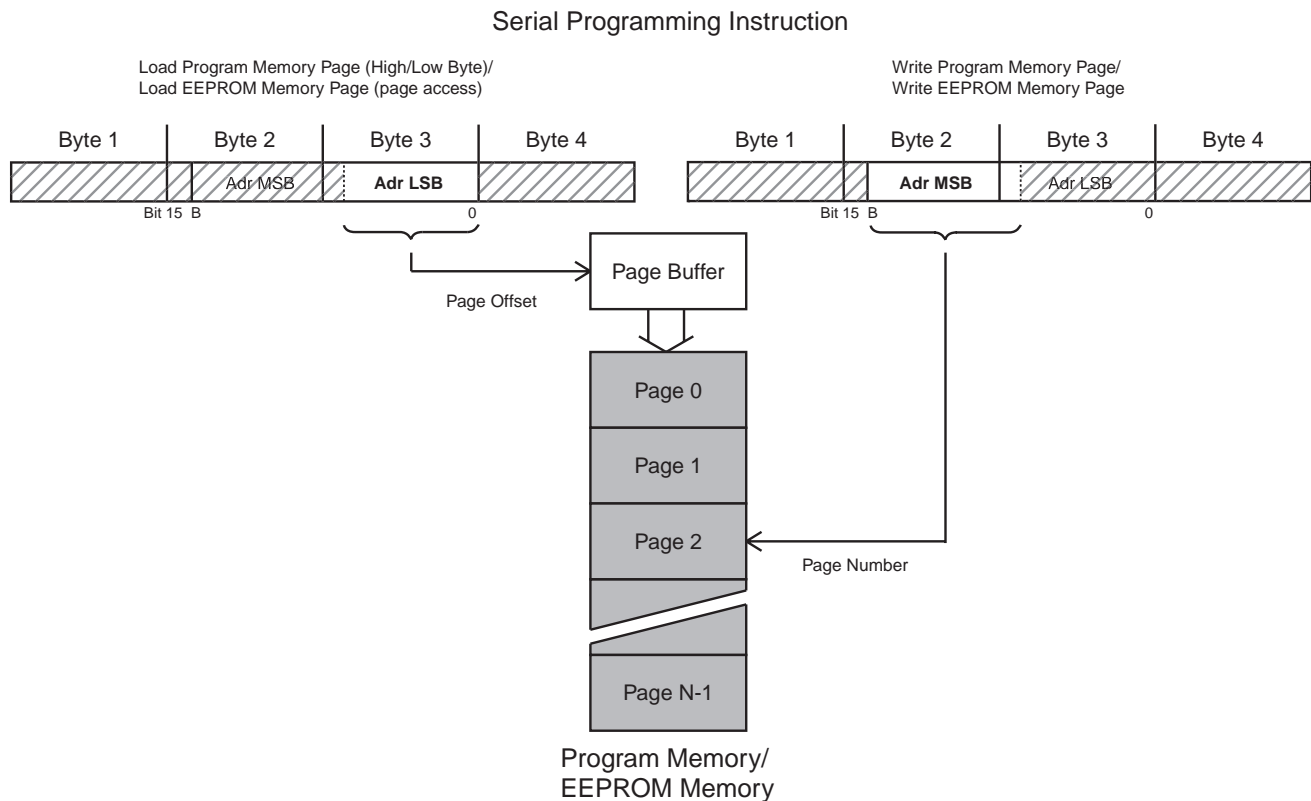 Serial Programming Instruction
Load Program Memory Page (High/Low Byte)/
Load EEPROM Memory Page (page access)
Write Program Memory Page/
Write EEPROM Memory Page
Byte 1 Byte 2 Byte 3 Byte 4
Byte 1 Byte 2 Byte 3 Byte 4
Adr MSB Adr LSB
Adr MSB Adr LSB
Bit 15 B 0
Bit 15 B 0
Page Buffer
Page Offset
Page 0
Page 1
Page 2
Page Number
Page N-1
Program Memory/
EEPROM Memory